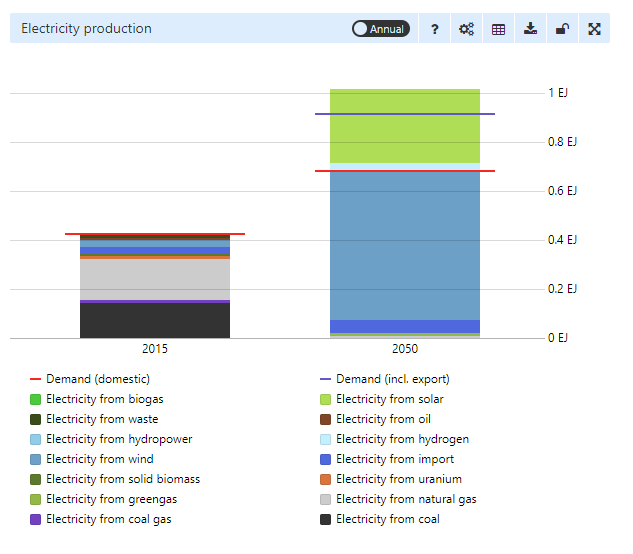 Electricity production
Annual
?
1 EJ
0.8 EJ
0.6 EJ
0.4 EJ
0.2 EJ
0 EJ
2015 2050
Demand (domestic) Demand (incl. export)
Electricity from biogas Electricity from solar
Electricity from waste Electricity from oil
Electricity from hydropower Electricity from hydrogen
Electricity from wind Electricity from import
Electricity from solid biomass Electricity from uranium
Electricity from greengas Electricity from natural gas
Electricity from coal gas Electricity from coal